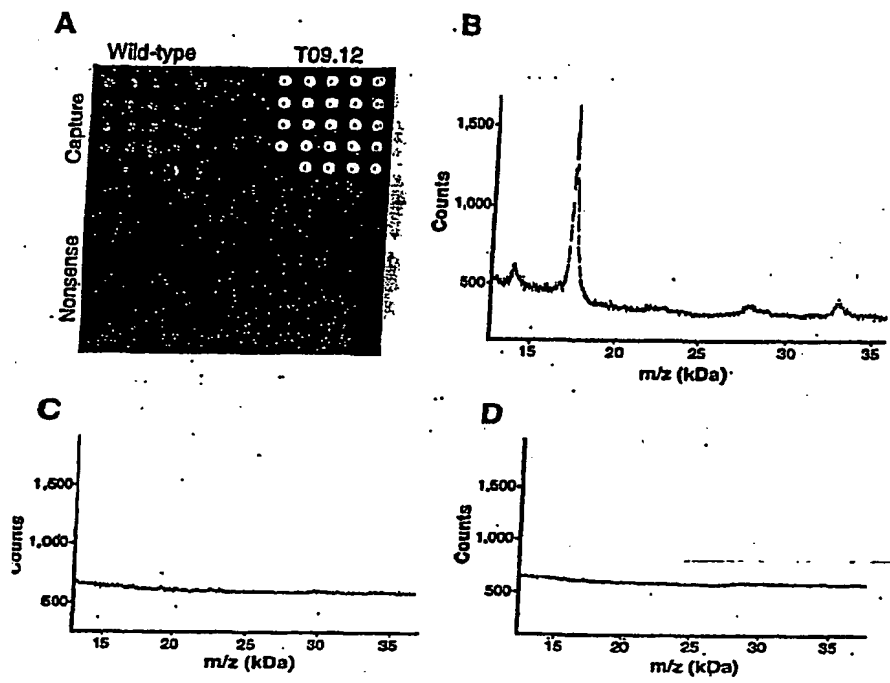 A
Wild-type T09.12
Capture
Nonsense
B
Counts
1,500
1,000
500
15 20 25 30 35
m/z (kDa)
C
Counts
1,500
1,000
500
15 20 25 30 35
m/z (kDa)
D
Counts
1,500
1,000
500
15 20 25 30 35
m/z (kDa)